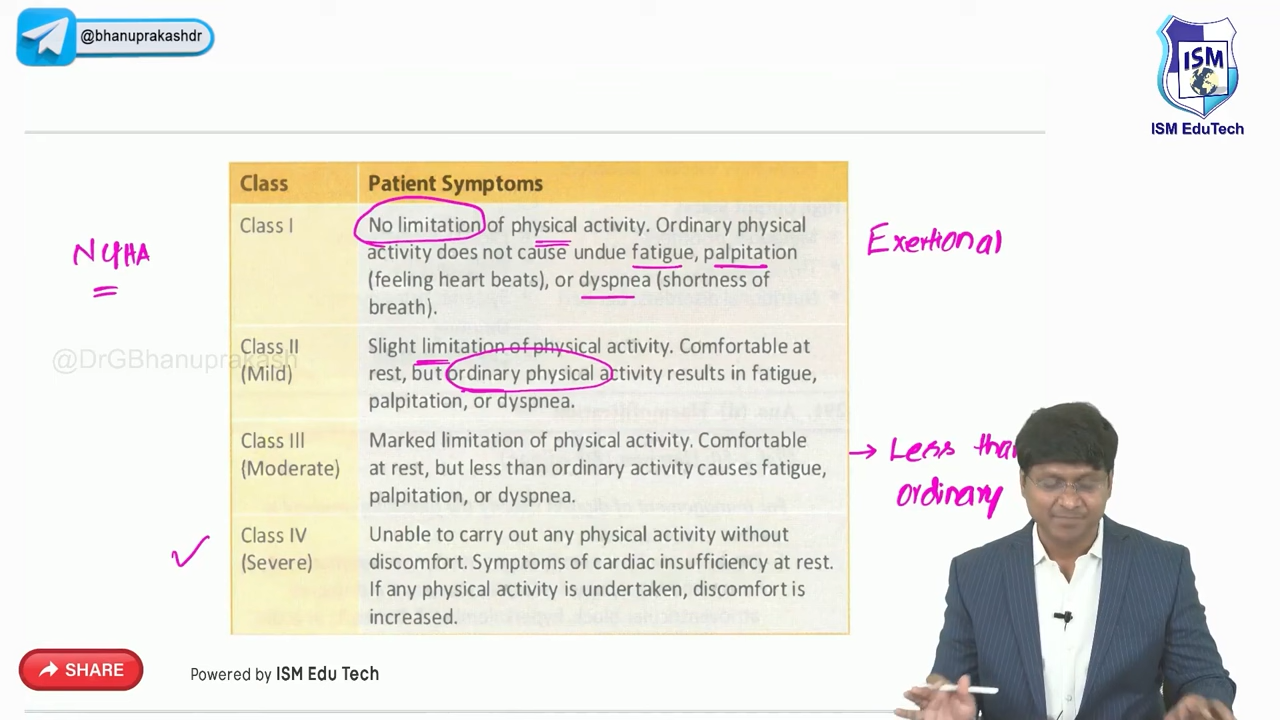 @bhanuprakashdr
ISM
ISM EduTech
Class Patient Symptoms
Class I No limitation of physical activity. Ordinary physical
activity does not cause undue fatigue, palpitation
(feeling heart beats), or dyspnea (shortness of
breath).
Exertional
NYHA
@DrGBhanuprakash
Class II Slight limitation of physical activity. Comfortable at
(Mild) rest, but ordinary physical activity results in fatigue,
palpitation, or dyspnea.
Class III Marked limitation of physical activity. Comfortable
(Moderate) at rest, but less than ordinary activity causes fatigue,
palpitation, or dyspnea.
→ Less
ordinary
Class IV Unable to carry out any physical activity without
(Severe) discomfort. Symptoms of cardiac insufficiency at rest.
If any physical activity is undertaken, discomfort is
increased.
SHARE
Powered by ISM Edu Tech